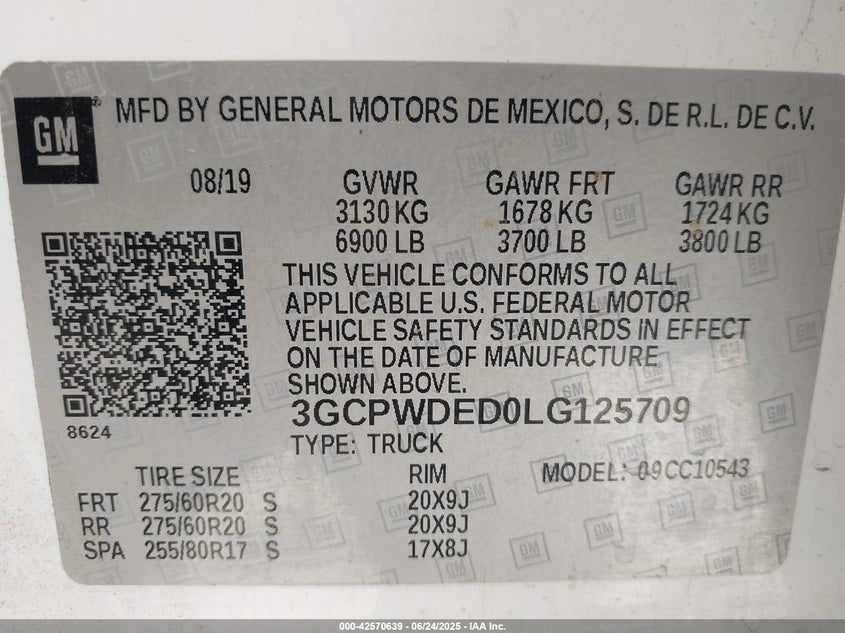 GM
MFD BY GENERAL MOTORS DE MEXICO, S. DE R.L. DE C.V.
08/19 GVWR GAWR FRT GAWR RR
3130 KG 1678 KG 1724 KG
6900 LB 3700 LB 3800 LB
THIS VEHICLE CONFORMS TO ALL
APPLICABLE U.S. FEDERAL MOTOR
VEHICLE SAFETY STANDARDS IN EFFECT
ON THE DATE OF MANUFACTURE
SHOWN ABOVE.
3GCPWDED0LG125709
8624
TYPE: TRUCK
TIRE SIZE RIM MODEL: 09CC10543
FRT 275/60R20 S 20X9J
RR 275/60R20 S 20X9J
SPA 255/80R17 S 17X8J
000-42570639 - 06/24/2025 - IAA Inc.